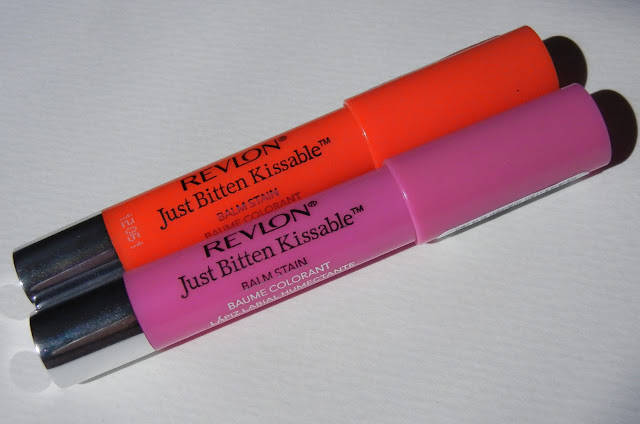 REVLON®
Just Bitten Kissable™
BALM STAIN
BAUME COLORANT
REVLON®
Just Bitten Kissable™
BALM STAIN
BAUME COLORANT
LÁPIZ LABIAL HUMECTANTE